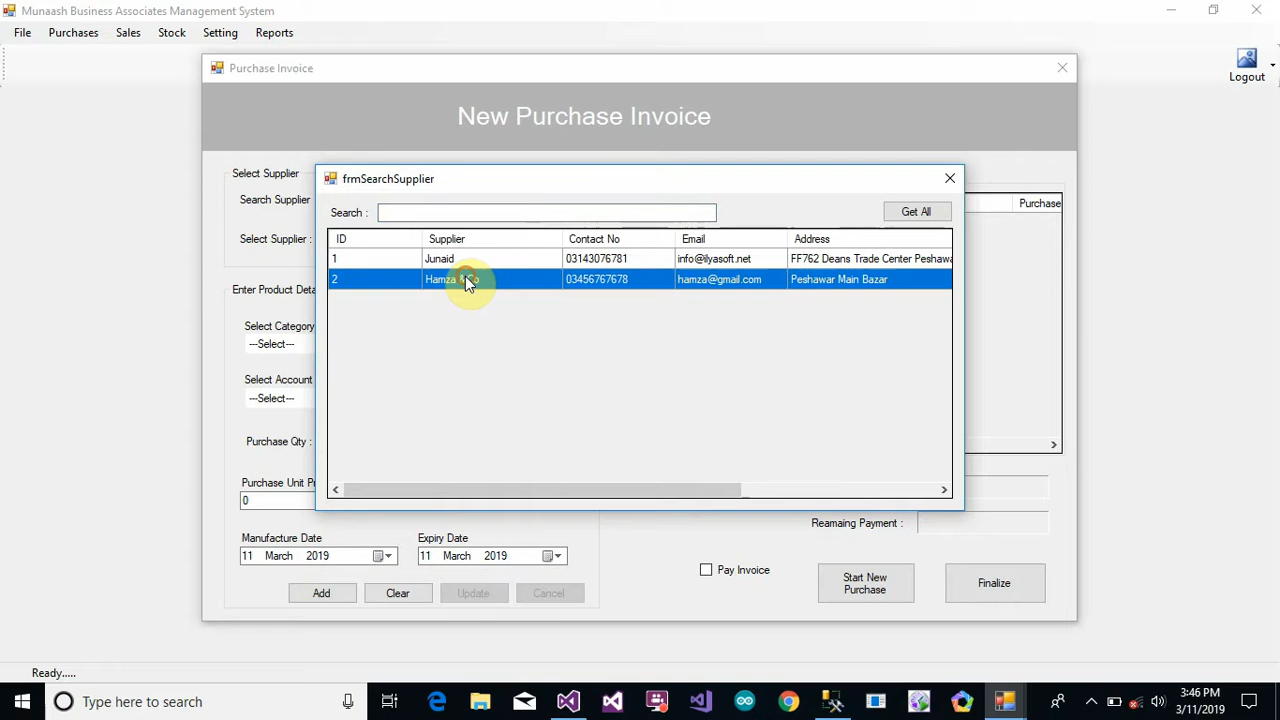 Munaash Business Associates Management System
File Purchases Sales Stock Setting Reports
Purchase Invoice
Logout
New Purchase Invoice
Select Supplier
Search Supplier
Select Supplier :
frmSearchSupplier
Search :
Get All
ID Supplier Contact No Email Address
1 Junaid 03143076781 info@ilyasoft.net FF762 Deans Trade Center Peshawa
2 Hamza 03456767678 hamza@gmail.com Peshawar Main Bazar
Purchase
Enter Product Deta
Select Category
---Select---
Select Account
---Select---
Purchase Qty :
Purchase Unit Pr
0
Reamaing Payment :
Manufacture Date Expiry Date
11 March 2019 11 March 2019
Pay Invoice
Start New
Purchase
Finalize
Add Clear Update Cancel
Ready.....
Type here to search
3:46 PM
3/11/2019